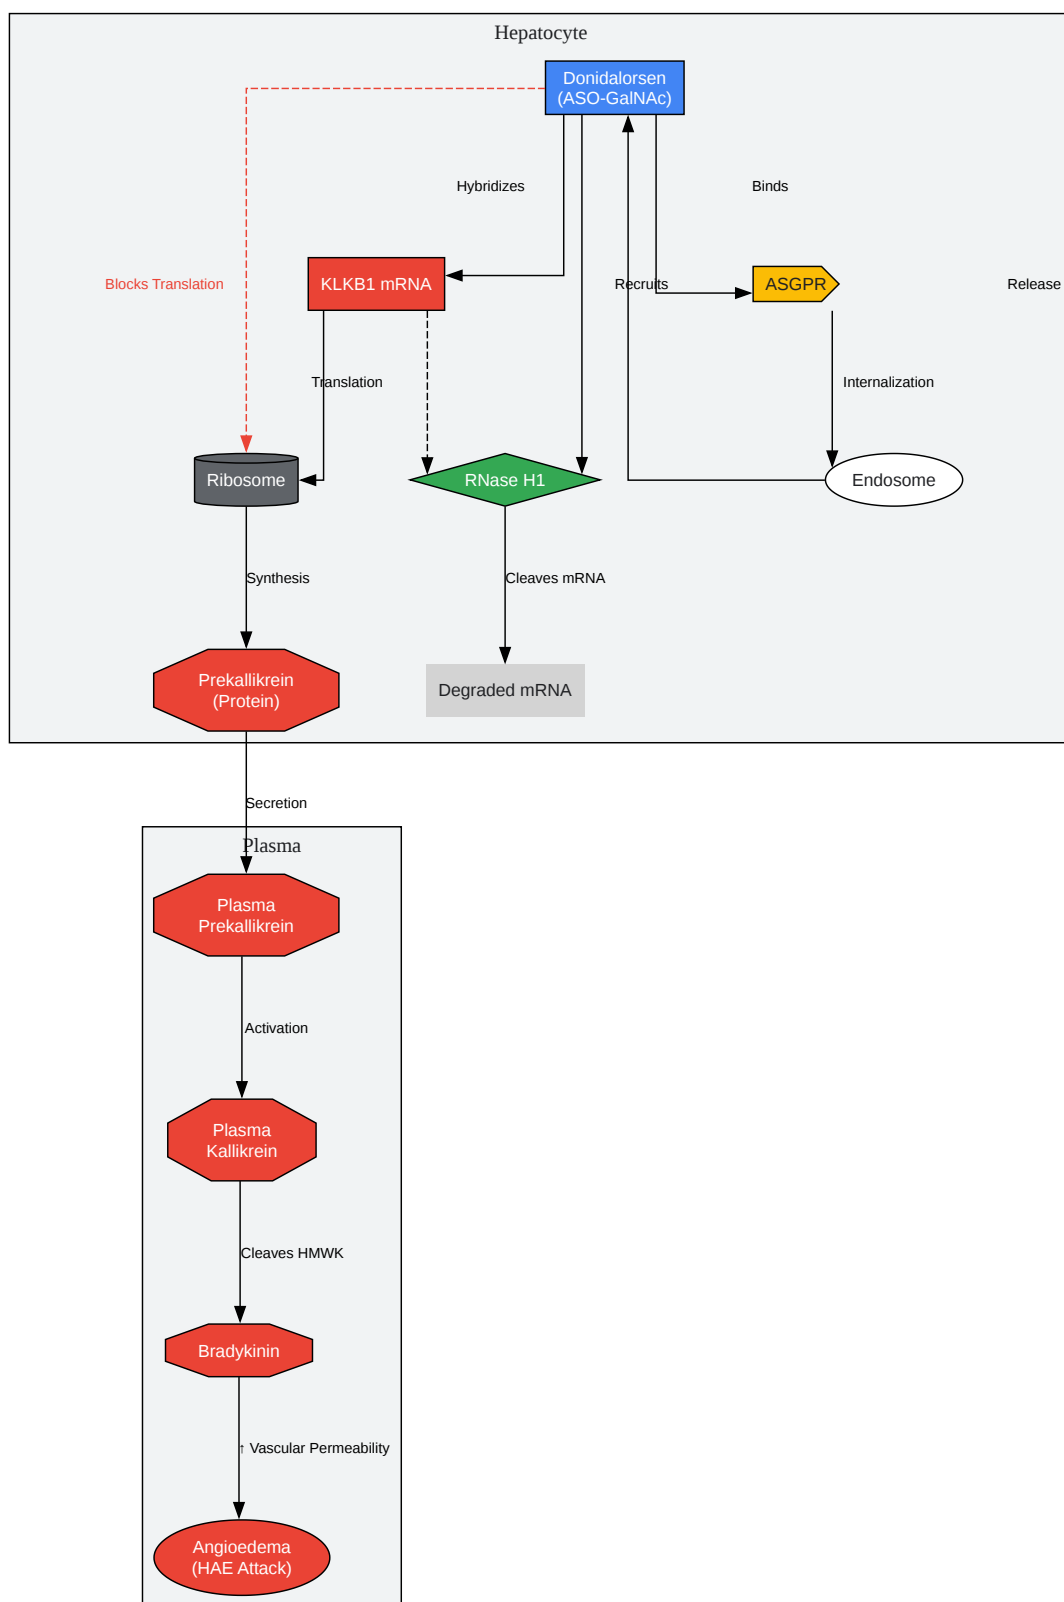 Hepatocyte
Donidalorsen
(ASO-GalNAc)
Hybridizes
Binds
Blocks Translation
KLKB1 mRNA
Recruits
ASGPR
Release
Translation
Internalization
Ribosome
RNase H1
Endosome
Synthesis
Cleaves mRNA
Prekallikrein
(Protein)
Degraded mRNA
Secretion
Plasma
Plasma
Prekallikrein
Activation
Plasma
Kallikrein
Cleaves HMWK
Bradykinin
↑ Vascular Permeability
Angioedema
(HAE Attack)